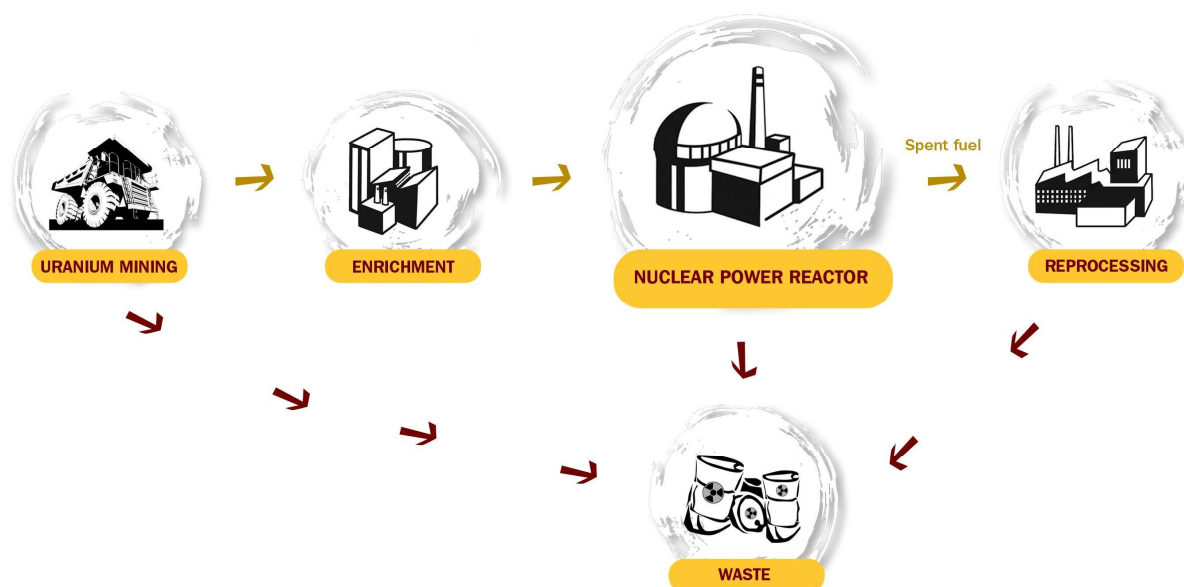 Spent fuel
URANIUM MINING
ENRICHMENT
NUCLEAR POWER REACTOR
REPROCESSING
WASTE